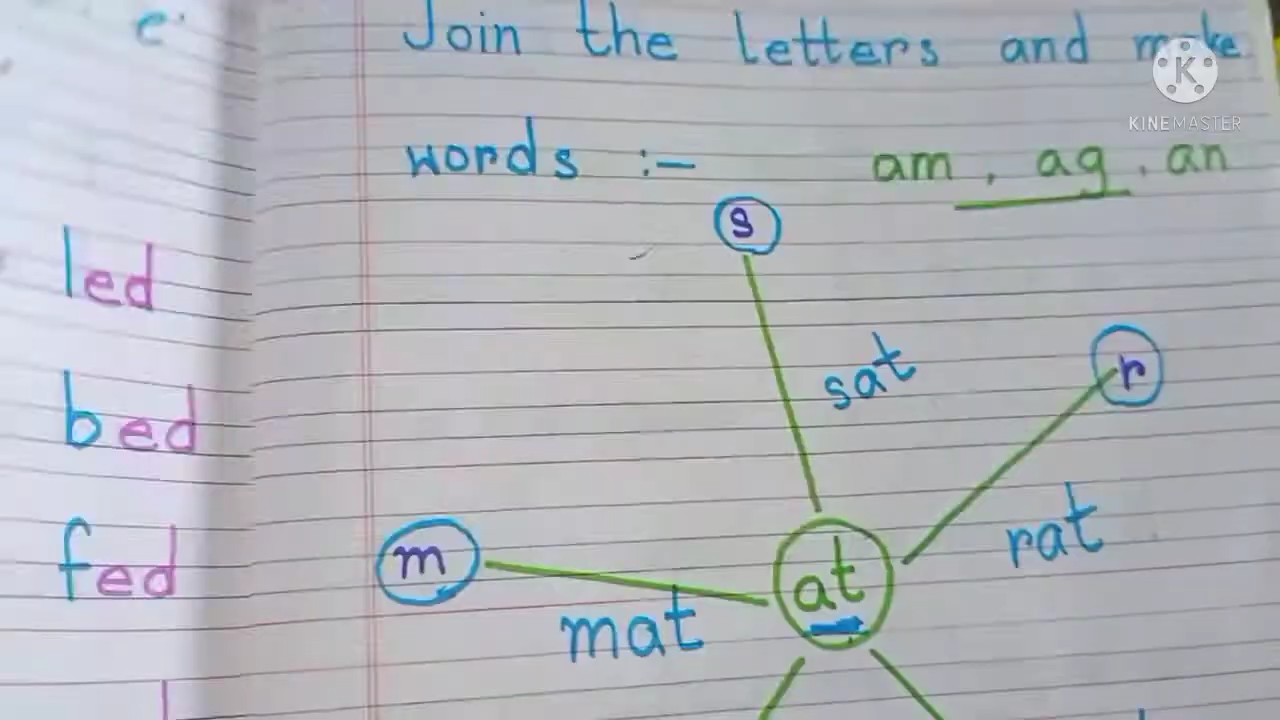 e
Join the letters and make
KINEMASTER
words :- am, ag, an
s
led
sat
r
bed
rat
m
at
fed
mat